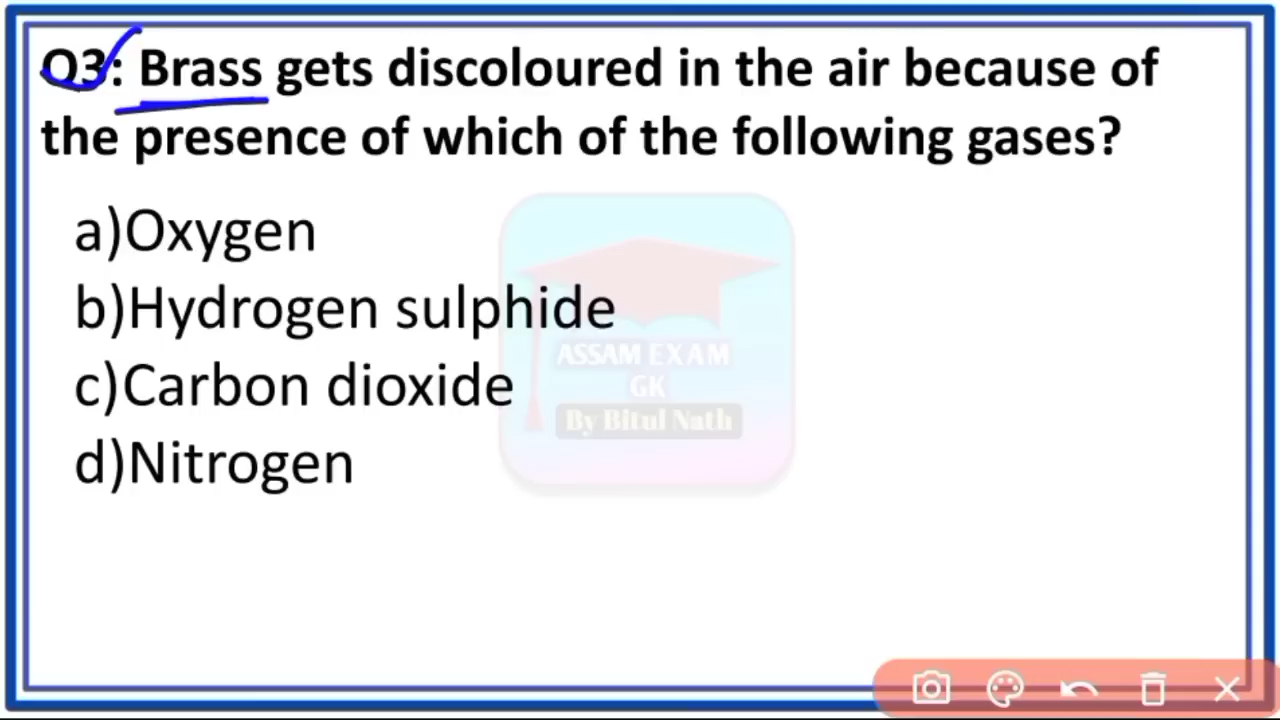 Q3: Brass gets discoloured in the air because of
the presence of which of the following gases?
a)Oxygen
b)Hydrogen sulphide
c)Carbon dioxide
d)Nitrogen
ASSAM EXAM
GK
By Bitul Nath